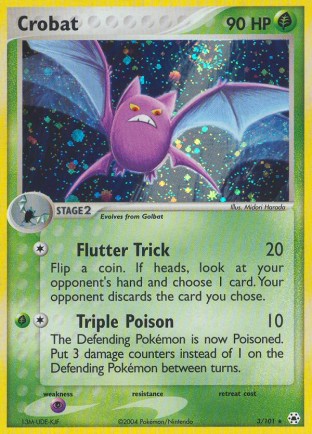 Crobat 90 HP
Illus. Midori Harada
STAGE2
Evolves from Golbat
Flutter Trick 20
Flip a coin. If heads, look at your
opponent's hand and choose 1 card. Your
opponent discards the card you chose.
Triple Poison 10
The Defending Pokémon is now Poisoned.
Put 3 damage counters instead of 1 on the
Defending Pokémon between turns.
weakness resistance retreat cost
©2004 Pokémon/Nintendo 3/101